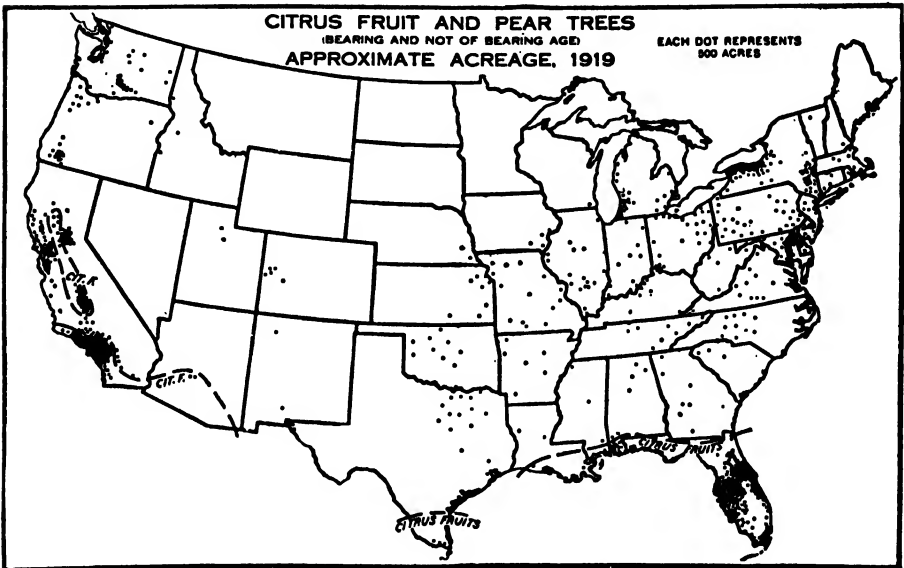 CITRUS FRUIT AND PEAR TREES
(BEARING AND NOT OF BEARING AGE)
APPROXIMATE ACREAGE, 1919
EACH DOT REPRESENTS
500 ACRES
CIT. F.
CIT. F.
CITRUS FRUITS
CITRUS FRUITS